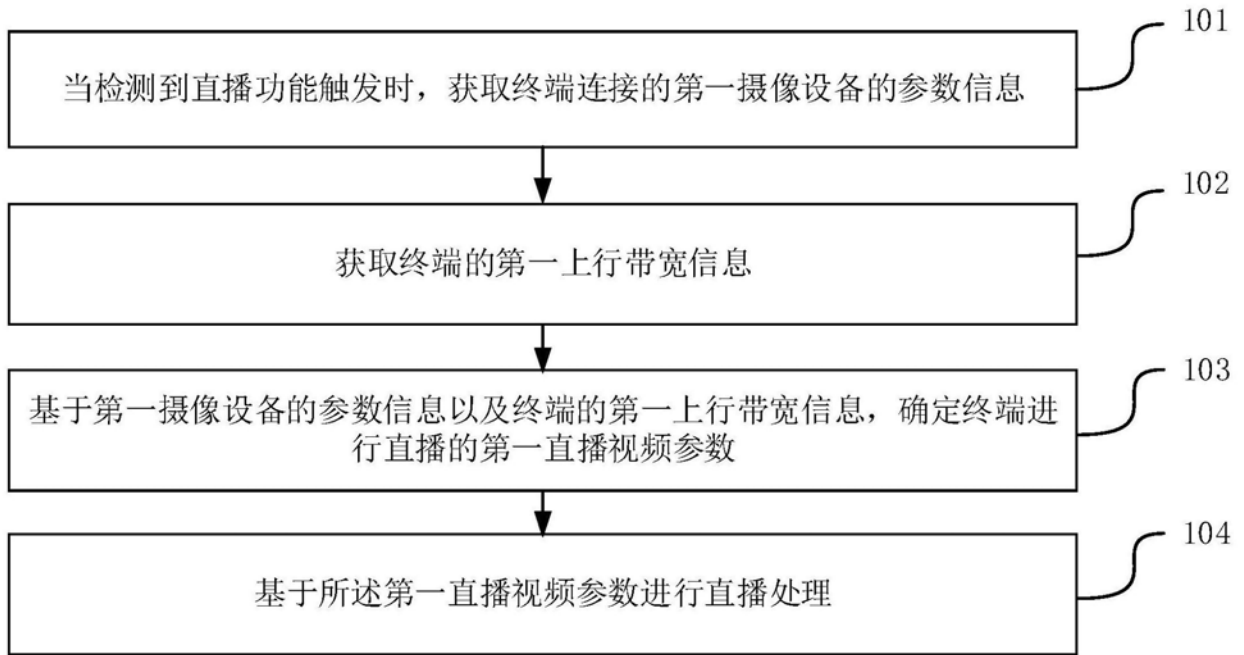 101
当检测到直播功能触发时，获取终端连接的第一摄像设备的参数信息
102
获取终端的第一上行带宽信息
103
基于第一摄像设备的参数信息以及终端的第一上行带宽信息，确定终端进
行直播的第一直播视频参数
104
基于所述第一直播视频参数进行直播处理